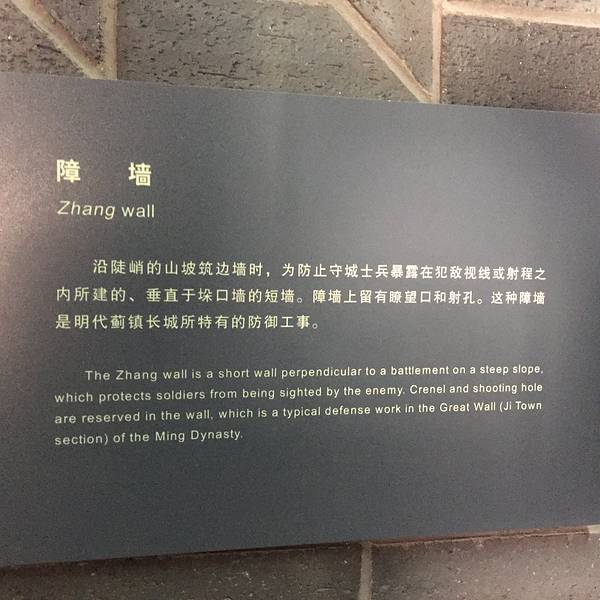 障 墙
Zhang wall
沿陡峭的山坡筑边墙时，为防止守城士兵暴露在犯敌视线或射程之
内所建的、垂直于垛口墙的短墙。障墙上留有瞭望口和射孔。这种障墙
是明代蓟镇长城所特有的防御工事。
The Zhang wall is a short wall perpendicular to a battlement on a steep slope,
which protects soldiers from being sighted by the enemy. Crenel and shooting hole
are reserved in the wall, which is a typical defense work in the Great Wall (Ji Town
section) of the Ming Dynasty.